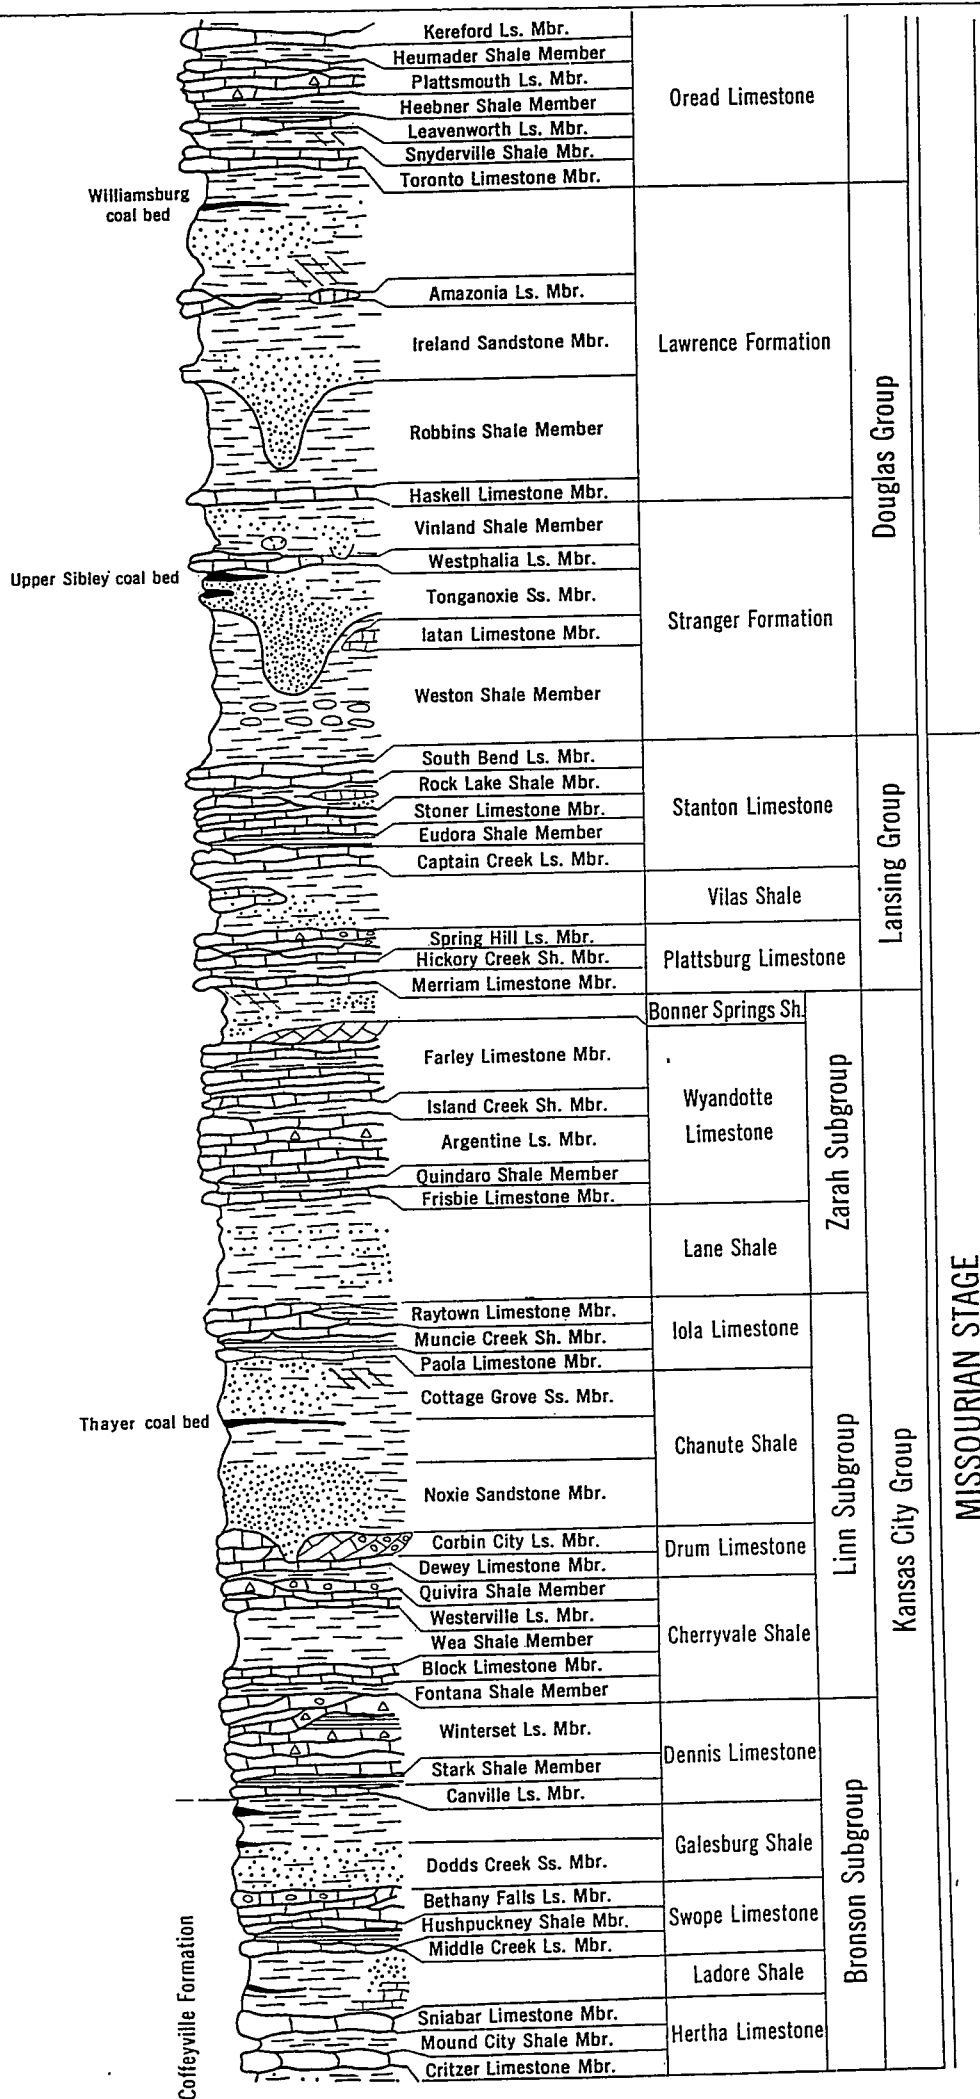 Kereford Ls. Mbr.
Heumader Shale Member
Plattsmouth Ls. Mbr.
Heebner Shale Member
Leavenworth Ls. Mbr.
Snyderville Shale Mbr.
Toronto Limestone Mbr.
Oread Limestone
Williamsburg
coal bed
Amazonia Ls. Mbr.
Ireland Sandstone Mbr.
Robbins Shale Member
Haskell Limestone Mbr.
Lawrence Formation
Vinland Shale Member
Westphalia Ls. Mbr.
Upper Sibley coal bed
Tonganoxie Ss. Mbr.
Iatan Limestone Mbr.
Weston Shale Member
Stranger Formation
Douglas Group
South Bend Ls. Mbr.
Rock Lake Shale Mbr.
Stoner Limestone Mbr.
Eudora Shale Member
Captain Creek Ls. Mbr.
Stanton Limestone
Vilas Shale
Spring Hill Ls. Mbr.
Hickory Creek Sh. Mbr.
Merriam Limestone Mbr.
Plattsburg Limestone
Lansing Group
Bonner Springs Sh.
Farley Limestone Mbr.
Island Creek Sh. Mbr.
Argentine Ls. Mbr.
Quindaro Shale Member
Frisbie Limestone Mbr.
Wyandotte
Limestone
Lane Shale
Zarah Subgroup
Raytown Limestone Mbr.
Muncie Creek Sh. Mbr.
Paola Limestone Mbr.
Iola Limestone
Cottage Grove Ss. Mbr.
Thayer coal bed
Noxie Sandstone Mbr.
Chanute Shale
Corbin City Ls. Mbr.
Dewey Limestone Mbr.
Drum Limestone
Quivira Shale Member
Westerville Ls. Mbr.
Wea Shale Member
Block Limestone Mbr.
Fontana Shale Member
Cherryvale Shale
Linn Subgroup
Winterset Ls. Mbr.
Stark Shale Member
Canville Ls. Mbr.
Dennis Limestone
Dodds Creek Ss. Mbr.
Galesburg Shale
Bethany Falls Ls. Mbr.
Hushpuckney Shale Mbr.
Middle Creek Ls. Mbr.
Swope Limestone
Ladore Shale
Sniabar Limestone Mbr.
Mound City Shale Mbr.
Critzer Limestone Mbr.
Hertha Limestone
Bronson Subgroup
Kansas City Group
MISSOURIAN STAGE
Coffeyville Formation